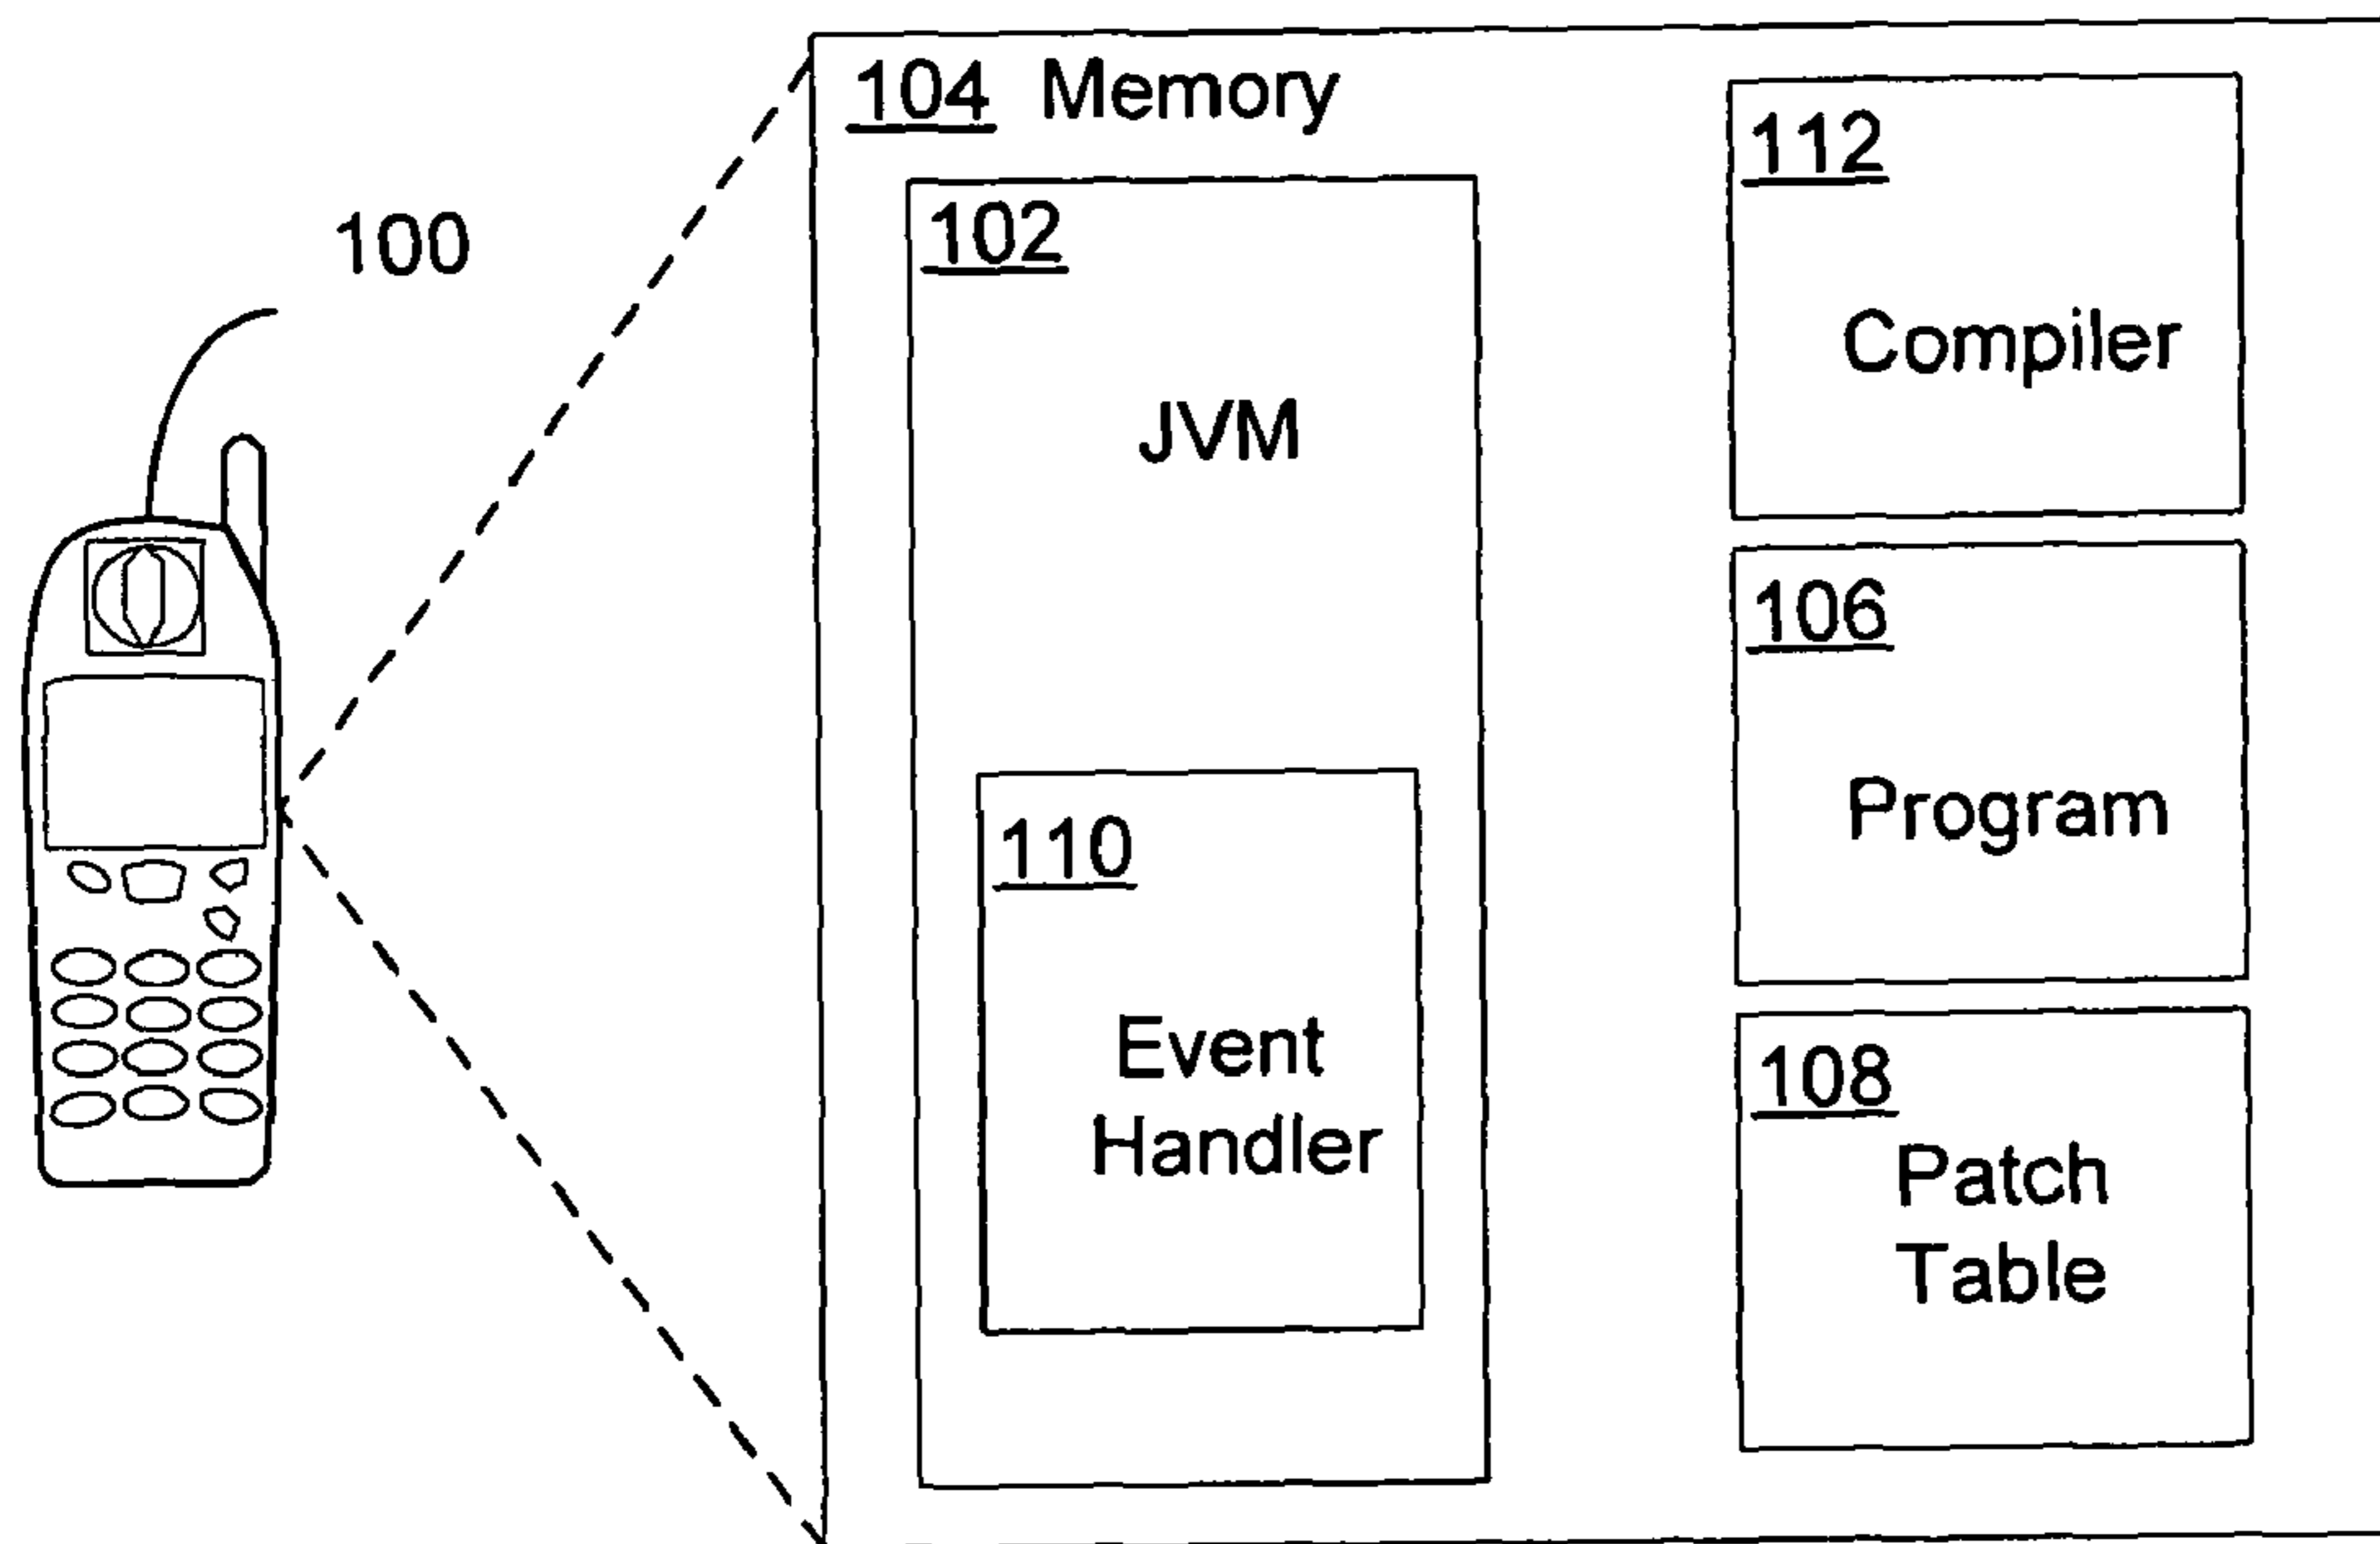 100
104 Memory
102
JVM
110
Event
Handler
112
Compiler
106
Program
108
Patch
Table